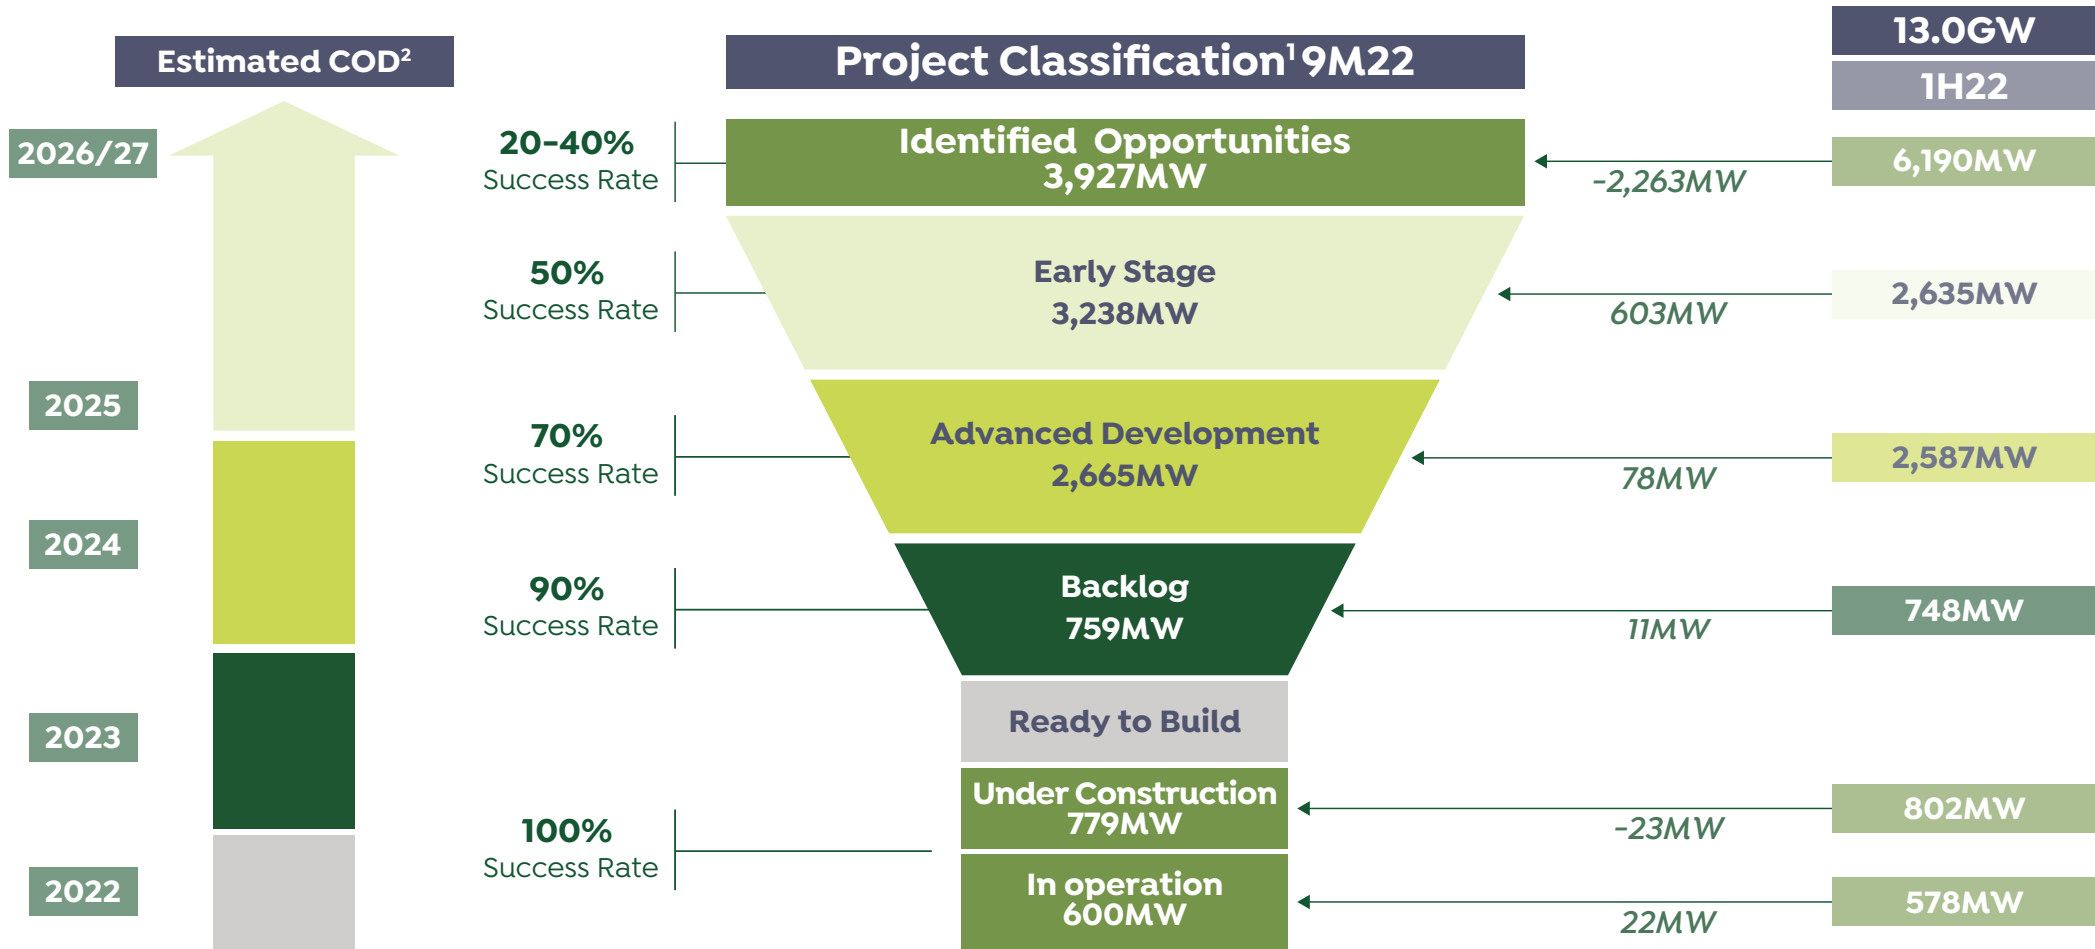 Estimated COD²
Project Classification¹ 9M22
13.0GW
1H22
2026/27
20-40%
Success Rate
Identified Opportunities
3,927MW
-2,263MW
6,190MW
50%
Success Rate
Early Stage
3,238MW
603MW
2,635MW
2025
70%
Success Rate
Advanced Development
2,665MW
78MW
2,587MW
2024
90%
Success Rate
Backlog
759MW
11MW
748MW
2023
Ready to Build
100%
Success Rate
Under Construction
779MW
-23MW
802MW
2022
In operation
600MW
22MW
578MW